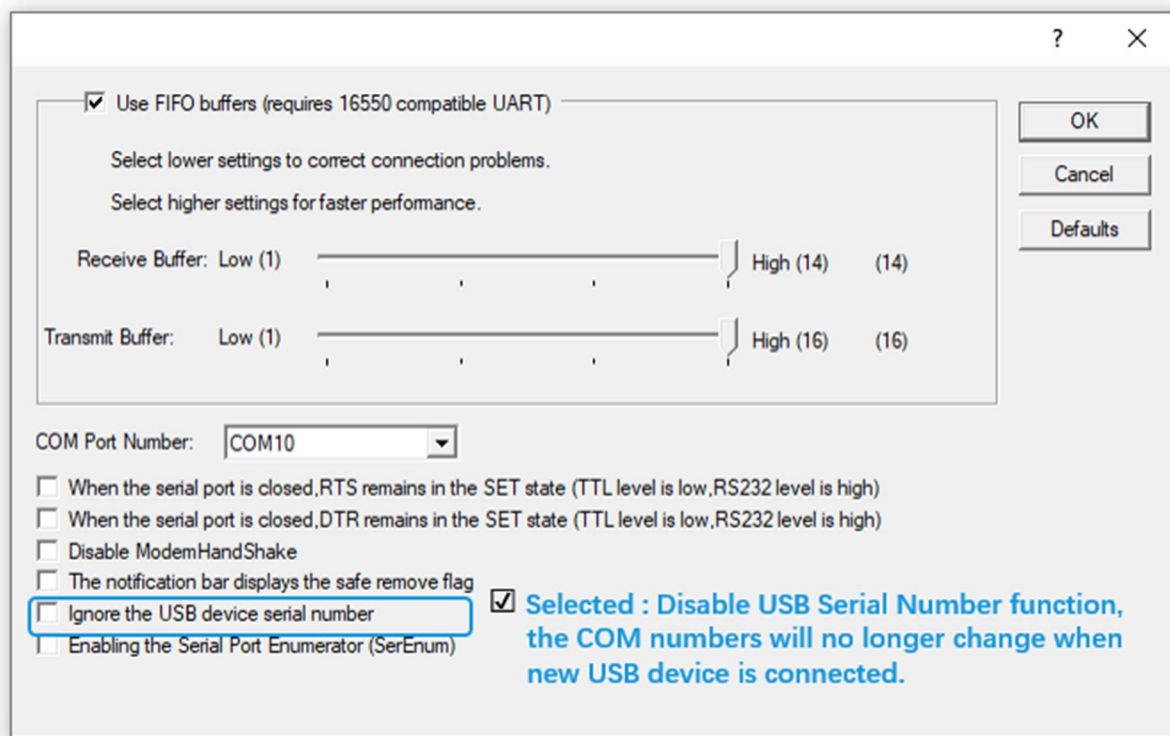 ?
Use FIFO buffers (requires 16550 compatible UART)
OK
Select lower settings to correct connection problems.
Cancel
Select higher settings for faster performance.
Defaults
Receive Buffer: Low (1) High (14) (14)
Transmit Buffer: Low (1) High (16) (16)
COM Port Number: COM10
When the serial port is closed,RTS remains in the SET state (TTL level is low,RS232 level is high)
When the serial port is closed,DTR remains in the SET state (TTL level is low,RS232 level is high)
Disable ModemHandShake
The notification bar displays the safe remove flag
Ignore the USB device serial number
Enabling the Serial Port Enumerator (SerEnum)
Selected : Disable USB Serial Number function,
the COM numbers will no longer change when
new USB device is connected.